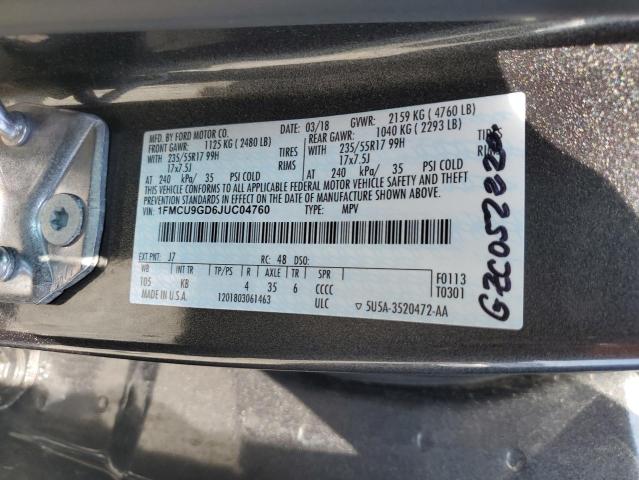 MFD. BY FORD MOTOR CO.
03/18 GVWR: 2159 KG ( 4760 LB)
FRONT GAWR: 1125 KG ( 2480 LB) REAR GAWR: 1040 KG ( 2293 LB)
WITH 235/55R17 99H TIRES WITH 235/55R17 99H TIRES
17x7.5J RIMS 17x7.5J RIMS
AT 240 kPa/ 35 PSI COLD AT 240 kPa/ 35 PSI COLD
THIS VEHICLE CONFORMS TO ALL APPLICABLE FEDERAL MOTOR VEHICLE SAFETY AND THEFT
PREVENTION STANDARDS IN EFFECT ON THE DATE OF MANUFACTURE SHOWN ABOVE.
VIN: 1FMCU9GD6JUC04760 TYPE: MPV
EXT PNT: J7 RC: 48 DSO:
WB INT TR TP/PS R AXLE TR SPR F0113
105 KB 4 35 6 CCCC T0301
MADE IN U.S.A. 1201803061463 ULC ▽ 5U5A-3520472-AA